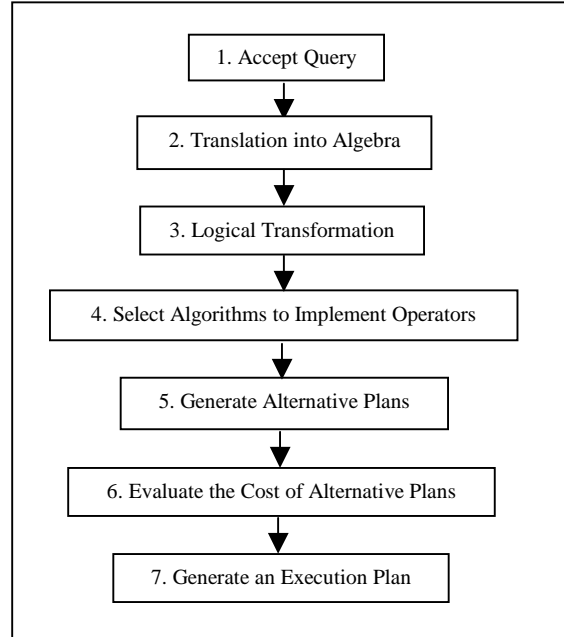 1. Accept Query
2. Translation into Algebra
3. Logical Transformation
4. Select Algorithms to Implement Operators
5. Generate Alternative Plans
6. Evaluate the Cost of Alternative Plans
7. Generate an Execution Plan